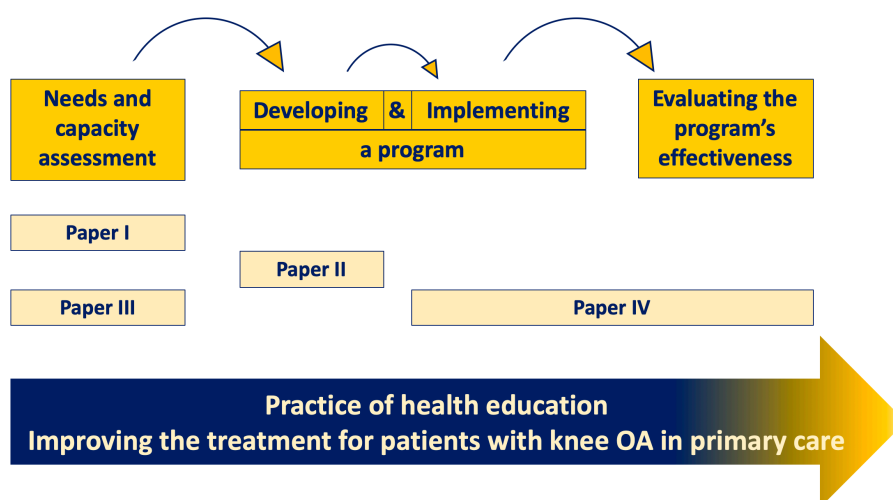 Needs and
capacity
assessment
Developing & Implementing
a program
Evaluating the
program's
effectiveness
Paper I
Paper II
Paper III
Paper IV
Practice of health education
Improving the treatment for patients with knee OA in primary care